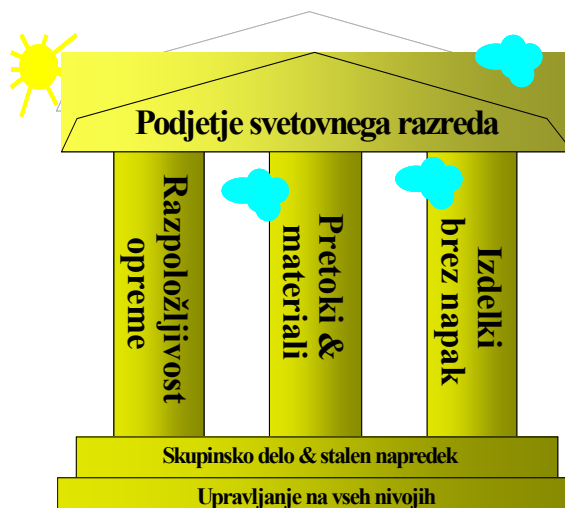 Podjetje svetovnega razreda
Razpoložljivost
opreme
Pretoki &
materiali
Izdelki
brez napak
Skupinsko delo & stalen napredek
Upravljanje na vseh nivojih